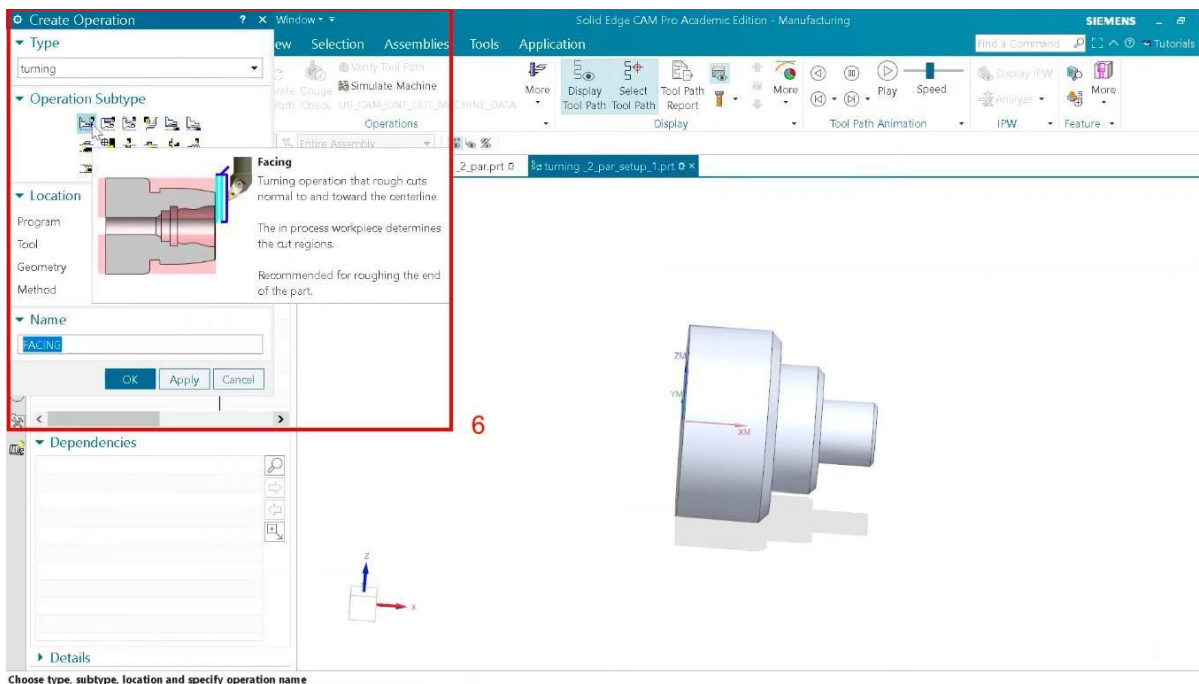 Create Operation ? × Window
Solid Edge CAM Pro Academic Edition - Manufacturing
SIEMENS
Type
turning
Operation Subtype
Facing
Turning operation that rough cuts
normal to and toward the centerline.
The in process workpiece determines
the cut regions.
Recommended for roughing the end
of the part.
Location
Program
Tool
Geometry
Method
Name
FACING
OK Apply Cancel
ew Selection Assemblies Tools Application
Find a Command
Tutorials
Verify Tool Path
Simulate Machine
Gouge
Check
UG_CAM_ONT_OUT_MACHINE_DATA
Operations
More
Display
Tool Path
Select
Tool Path
Tool Path
Report
More
Display
Play Speed
Tool Path Animation
Display IPW
Analyze
IPW
More
Feature
Entire Assembly
_2_par.prt
turning _2_par_setup_1.prt
6
Dependencies
Details
ZM
YM
XM
Z
X
Choose type, subtype, location and specify operation name